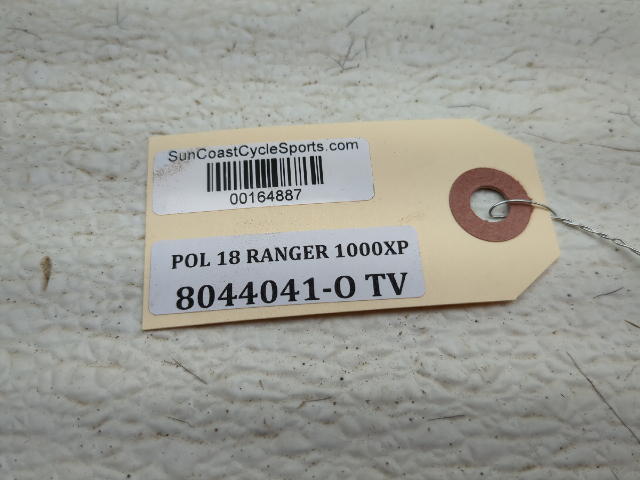 SunCoastCycleSports.com
00164887
POL 18 RANGER 1000XP
8044041-O TV